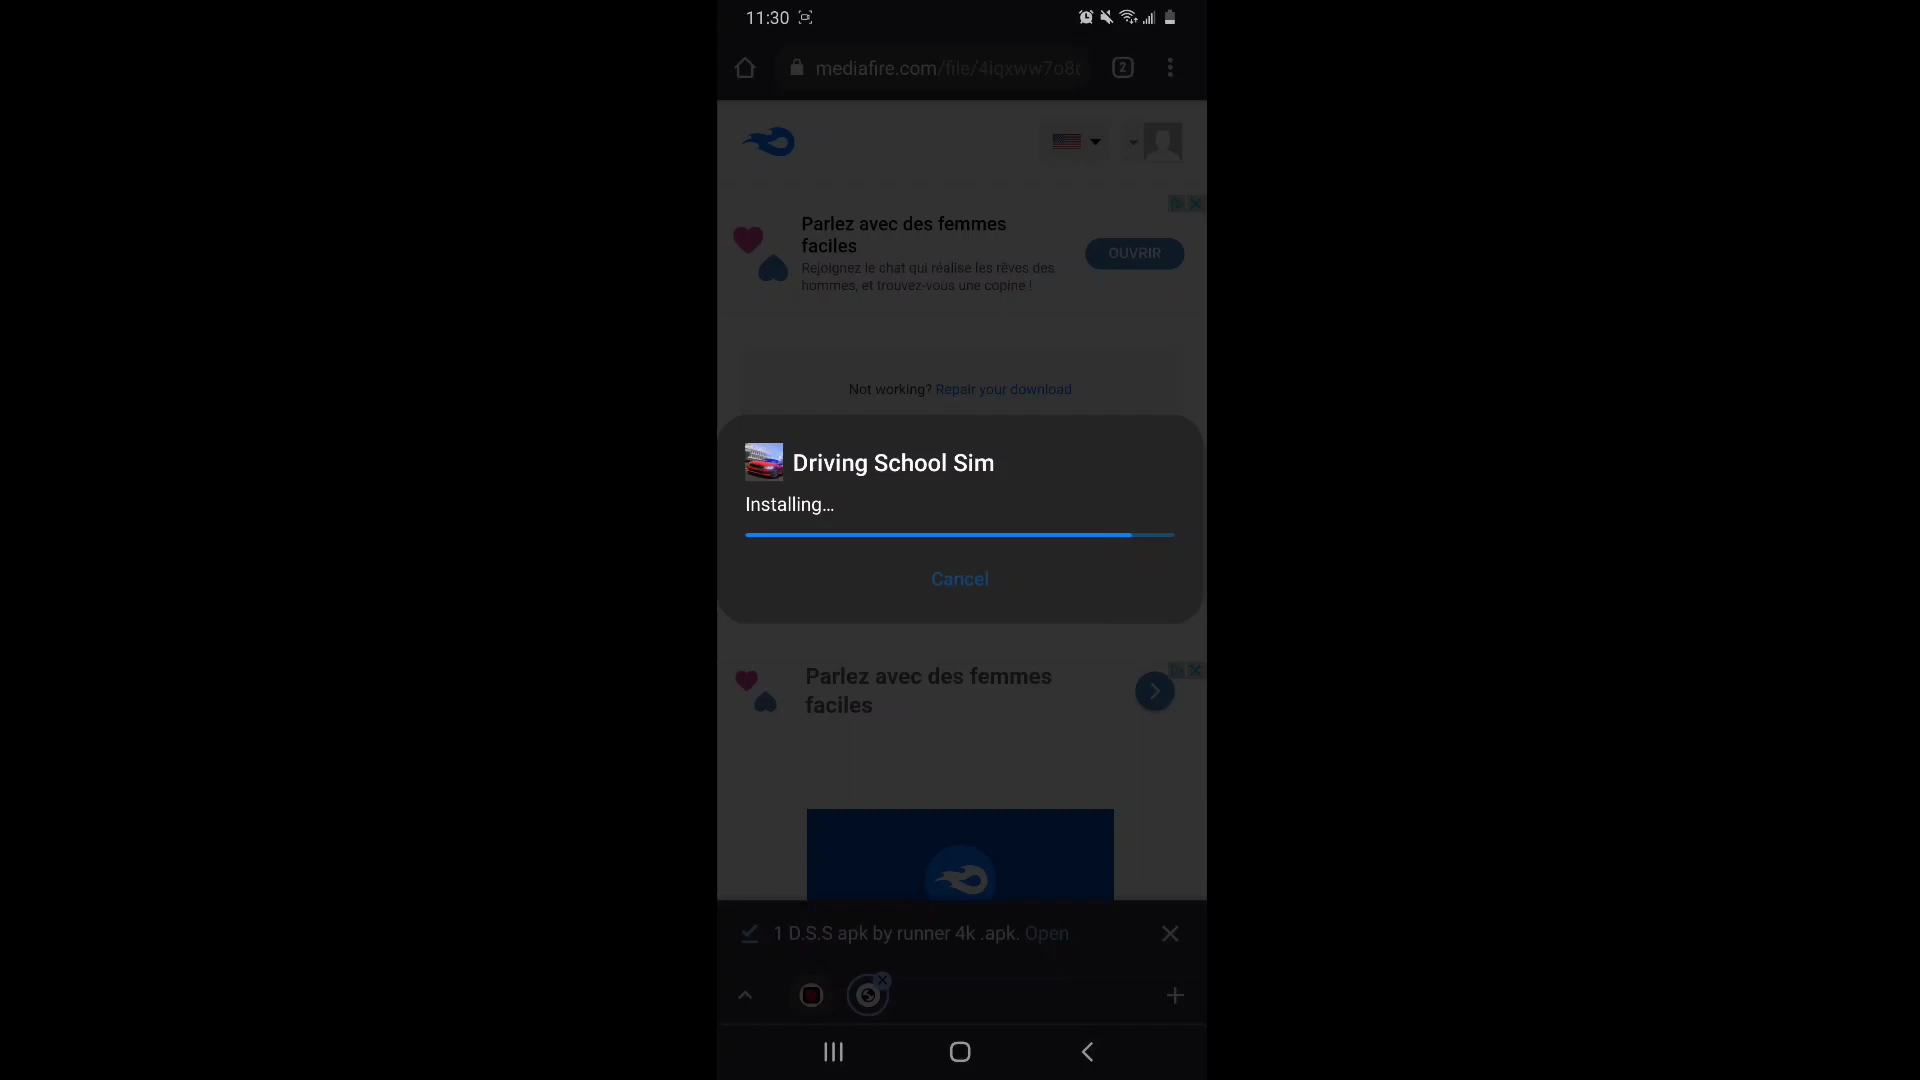 11:30
mediafire.com/file/4iqxww7o8
2
Parlez avec des femmes
faciles
Rejoignez le chat qui réalise les rêves des
hommes, et trouvez-vous une copine !
OUVRIR
Not working? Repair your download
Driving School Sim
Installing...
Cancel
Parlez avec des femmes
faciles
1 D.S.S apk by runner 4k .apk. Open